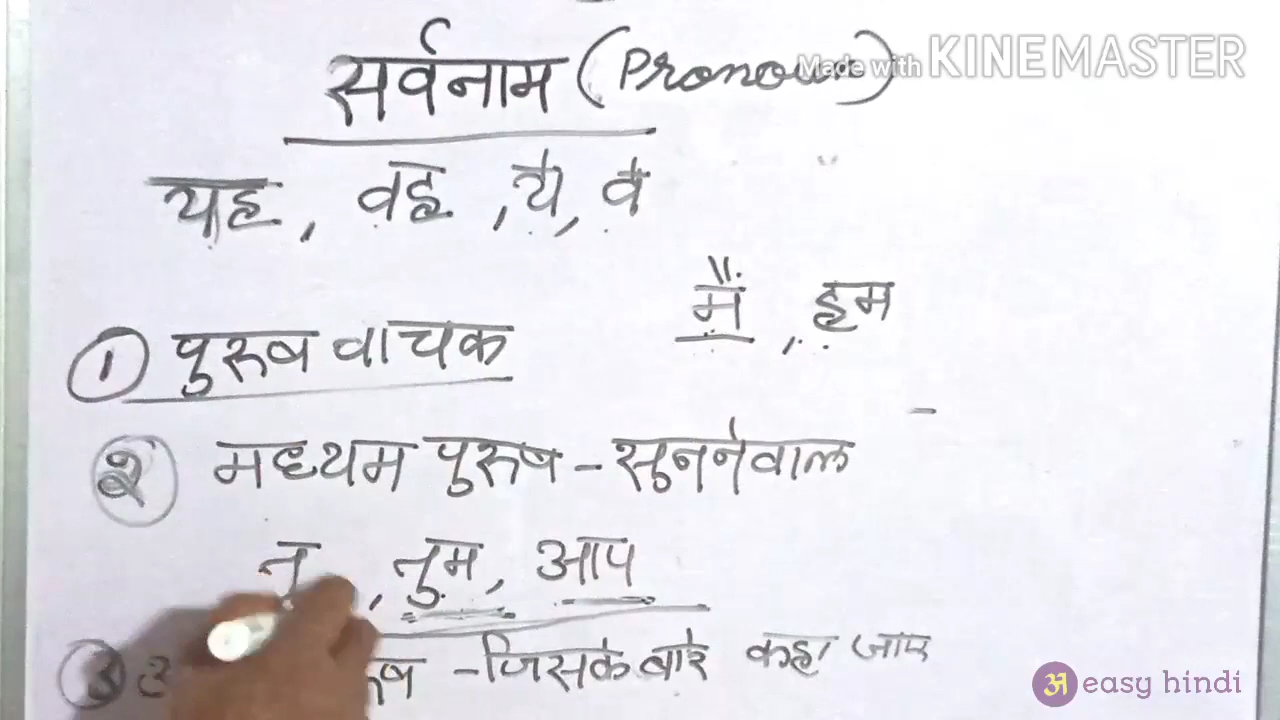 सर्वनाम (Pronoun)
Made with KINEMASTER
यह, वह, ये, वे
मैं, हम
① पुरुष वाचक
② मध्यम पुरुष - सुननेवाल
तू, तुम, आप
③ - जिसके बारे कहा जाए
अ easy hindi